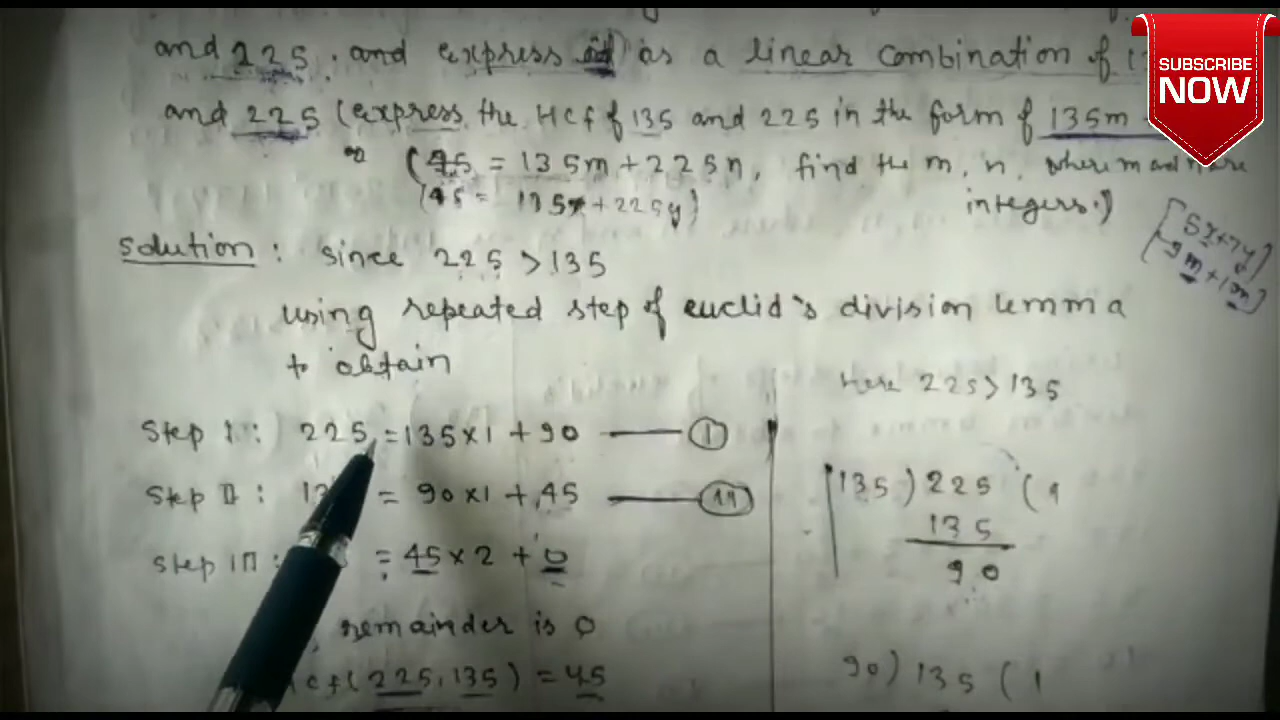 and 225. and express as a linear combination of
and 225 (express the HCf of 135 and 225 in the form of 135m
(45 = 135m + 225n, find the m, n, where m and n are
(45 = 135x + 225y)
integers.)
[5x+7y]
Solution : since 225 > 135
using repeated step of euclid's division lemma
to obtain
Here 225 > 135
Step I : 225 = 135 x 1 + 90 — I
Step II : = 90 x 1 + 45 — II
Step III : = 45 x 2 + 0
remainder is 0
(225, 135) = 45
135 ) 225 ( 1
135
90
90 ) 135 ( 1
SUBSCRIBE
NOW